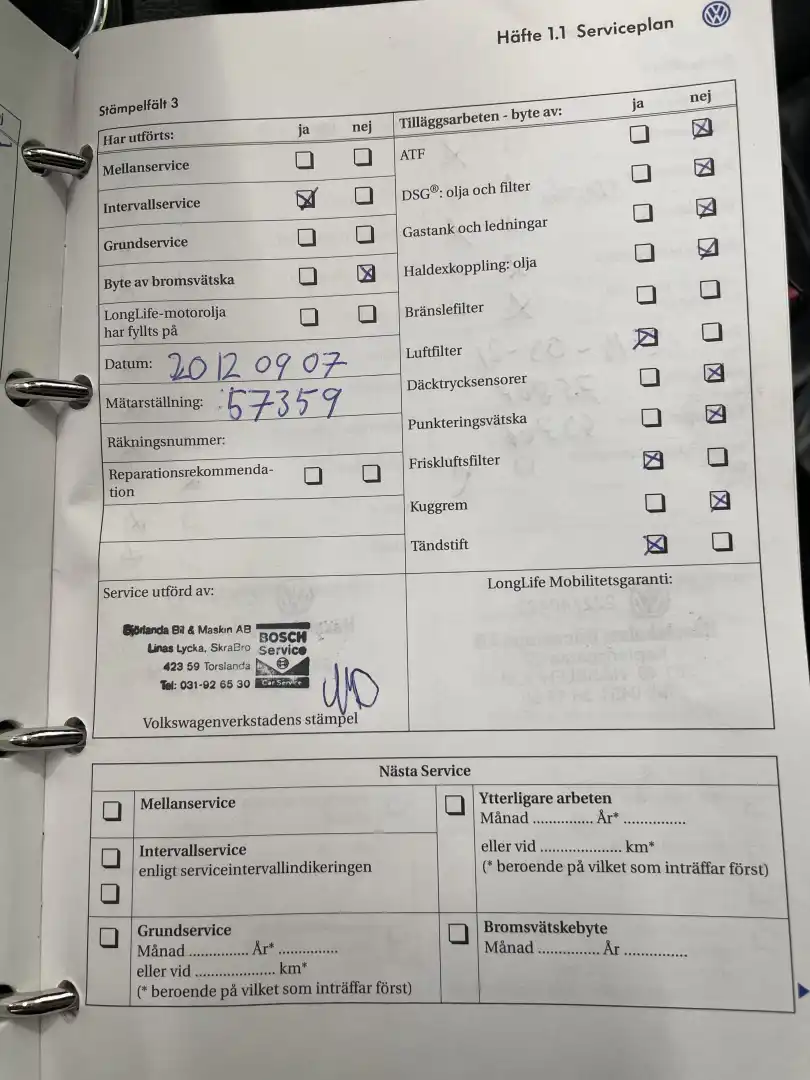 Häfte 1.1 Serviceplan
Stämpelfält 3
Har utförts: ja nej
Mellanservice
Intervallservice
Grundservice
Byte av bromsvätska
LongLife-motorolja
har fyllts på
Datum: 2012 09 07
Mätarställning: 57359
Räkningsnummer:
Reparationsrekommenda-
tion
Tilläggsarbeten - byte av: ja nej
ATF
DSG®: olja och filter
Gastank och ledningar
Haldexkoppling: olja
Bränslefilter
Luftfilter
Däcktrycksensorer
Punkteringsvätska
Friskluftsfilter
Kuggrem
Tändstift
Service utförd av:
Björlanda Bil & Maskin AB
Linas Lycka, SkraBro
423 59 Torslanda
Tel: 031-92 65 30
BOSCH
Service
Car Service
Volkswagenverkstadens stämpel
LongLife Mobilitetsgaranti:
Nästa Service
Mellanservice
Intervallservice
enligt serviceintervallindikeringen
Grundservice
Månad ............... År* ...............
eller vid .................... km*
(* beroende på vilket som inträffar först)
Ytterligare arbeten
Månad ............... År* ...............
eller vid .................... km*
(* beroende på vilket som inträffar först)
Bromsvätskebyte
Månad ............... År ...............